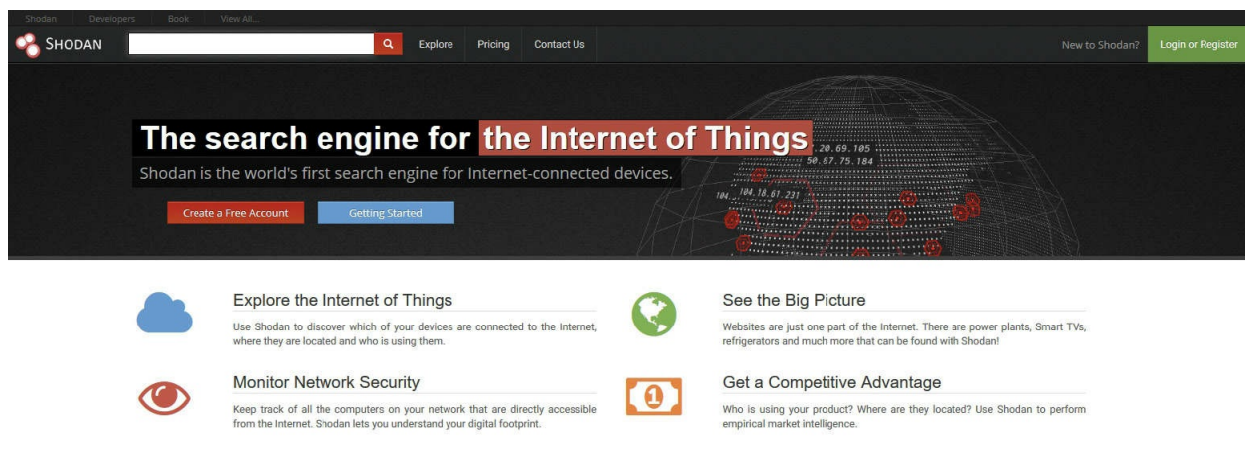 Shodan Developers Book View All...
SHODAN Explore Pricing Contact Us New to Shodan? Login or Register
The search engine for the Internet of Things
Shodan is the world's first search engine for Internet-connected devices.
Create a Free Account Getting Started
.20.69.105
50.67.75.184
104. 104.18.61.231
Explore the Internet of Things
Use Shodan to discover which of your devices are connected to the Internet,
where they are located and who is using them.
See the Big Picture
Websites are just one part of the Internet. There are power plants, Smart TVs,
refrigerators and much more that can be found with Shodan!
Monitor Network Security
Keep track of all the computers on your network that are directly accessible
from the Internet. Shodan lets you understand your digital footprint.
1
Get a Competitive Advantage
Who is using your product? Where are they located? Use Shodan to perform
empirical market intelligence.